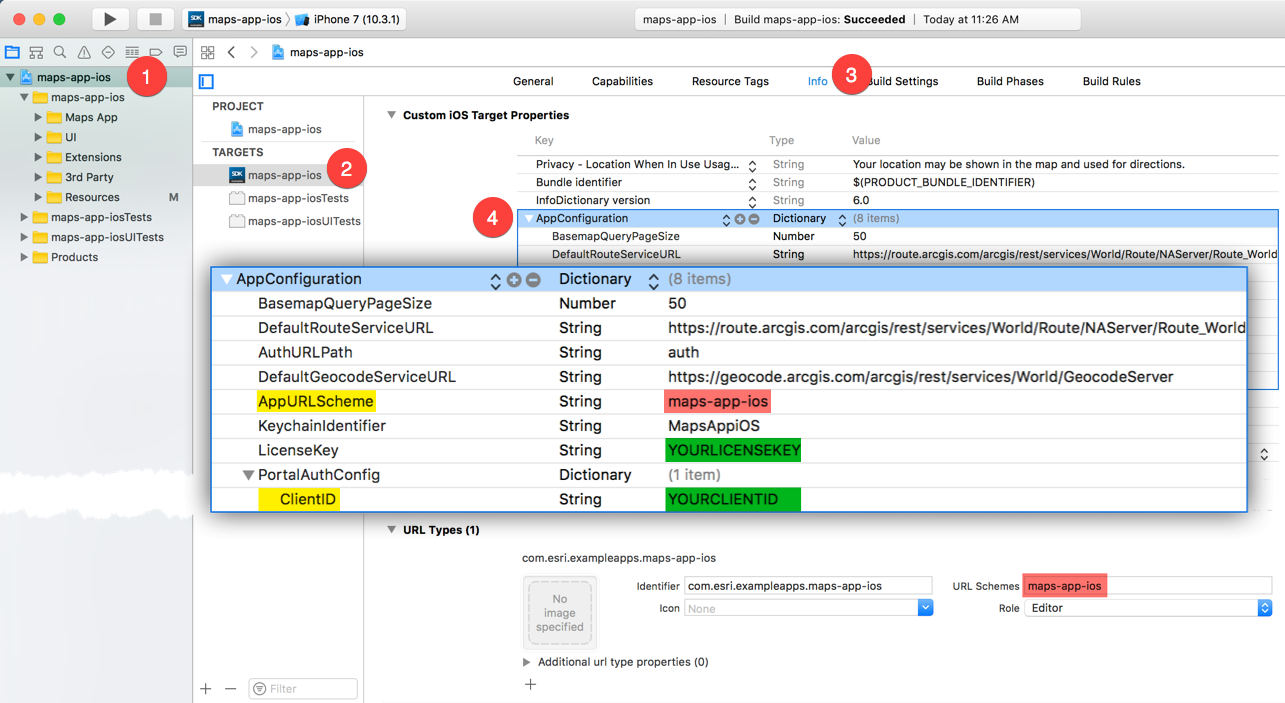 SDK maps-app-ios iPhone 7 (10.3.1)
maps-app-ios | Build maps-app-ios: Succeeded | Today at 11:26 AM
maps-app-ios
maps-app-ios
1
maps-app-ios
Maps App
UI
Extensions
3rd Party
Resources M
maps-app-iosTests
maps-app-iosUITests
Products
General Capabilities Resource Tags Info 3 Build Settings Build Phases Build Rules
PROJECT
maps-app-ios
TARGETS
SDK maps-app-ios
2
maps-app-iosTests
maps-app-iosUITests
Custom iOS Target Properties
Key Type Value
Privacy - Location When In Use Usag... String Your location may be shown in the map and used for directions.
Bundle identifier String $(PRODUCT_BUNDLE_IDENTIFIER)
InfoDictionary version String 6.0
4
AppConfiguration Dictionary (8 items)
BasemapQueryPageSize Number 50
DefaultRouteServiceURL String https://route.arcgis.com/arcgis/rest/services/World/Route/NAServer/Route_World
AppConfiguration Dictionary (8 items)
BasemapQueryPageSize Number 50
DefaultRouteServiceURL String https://route.arcgis.com/arcgis/rest/services/World/Route/NAServer/Route_World
AuthURLPath String auth
DefaultGeocodeServiceURL String https://geocode.arcgis.com/arcgis/rest/services/World/GeocodeServer
AppURLScheme String maps-app-ios
KeychainIdentifier String MapsAppiOS
LicenseKey String YOURLICENSEKEY
PortalAuthConfig Dictionary (1 item)
ClientID String YOURCLIENTID
URL Types (1)
com.esri.exampleapps.maps-app-ios
No
image
specified
Identifier com.esri.exampleapps.maps-app-ios URL Schemes maps-app-ios
Icon None Role Editor
Additional url type properties (0)
Filter